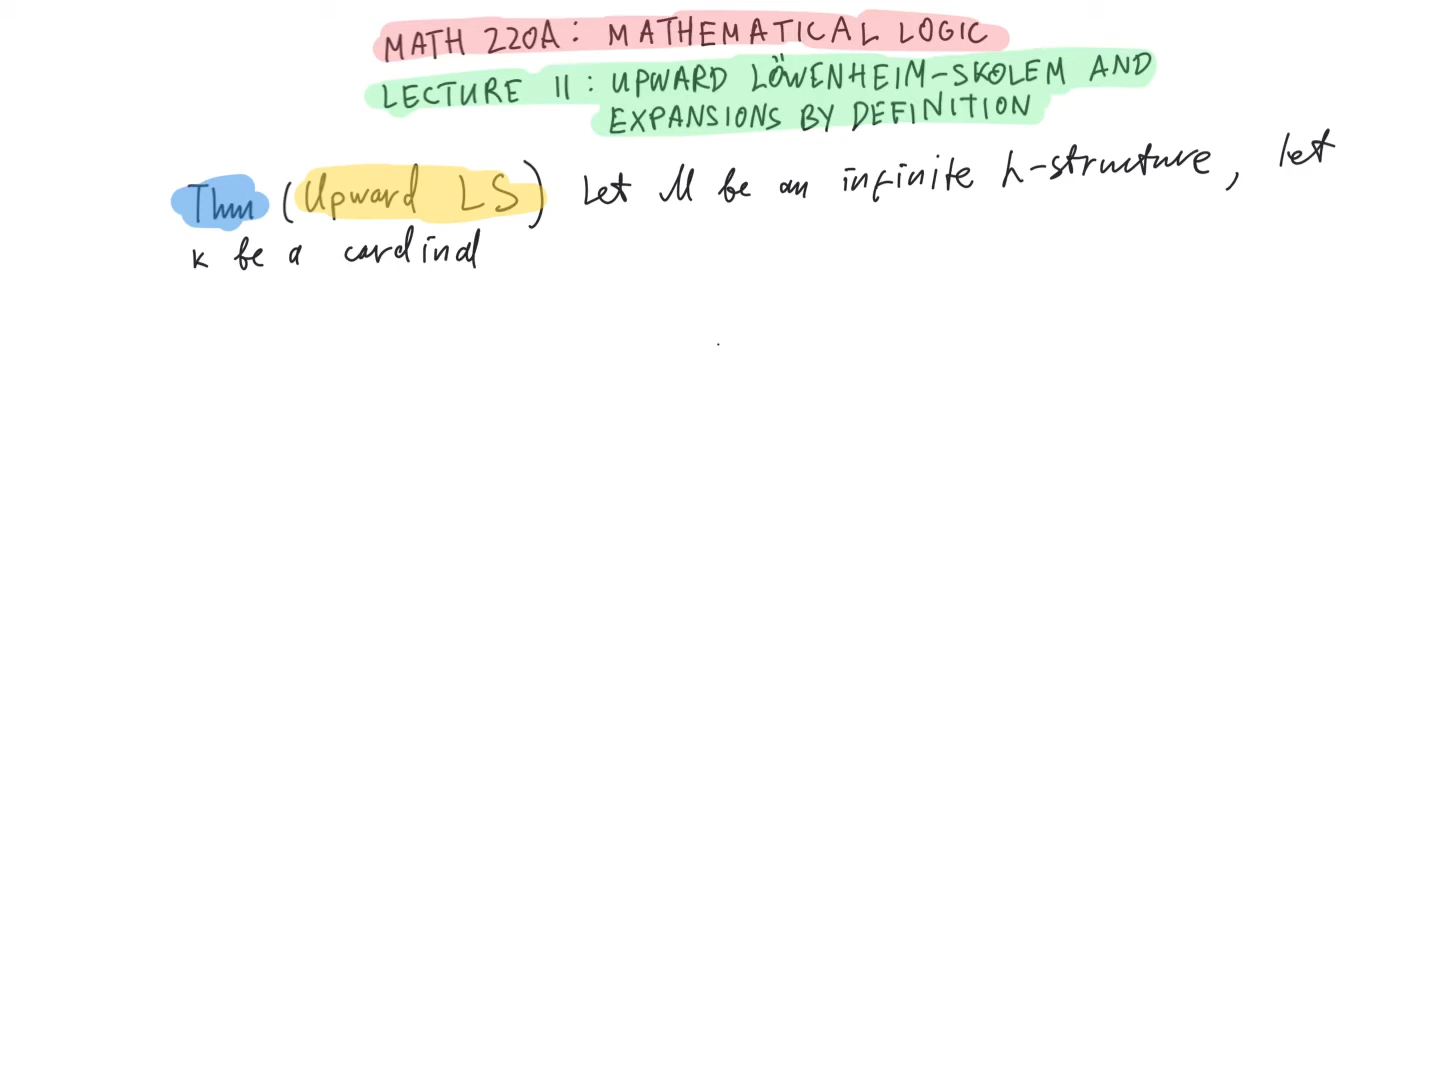 MATH 220A: MATHEMATICAL LOGIC
LECTURE 11: UPWARD LÖWENHEIM-SKOLEM AND
EXPANSIONS BY DEFINITION
Thm (Upward LS) Let M be an infinite L-structure, let
κ be a cardinal